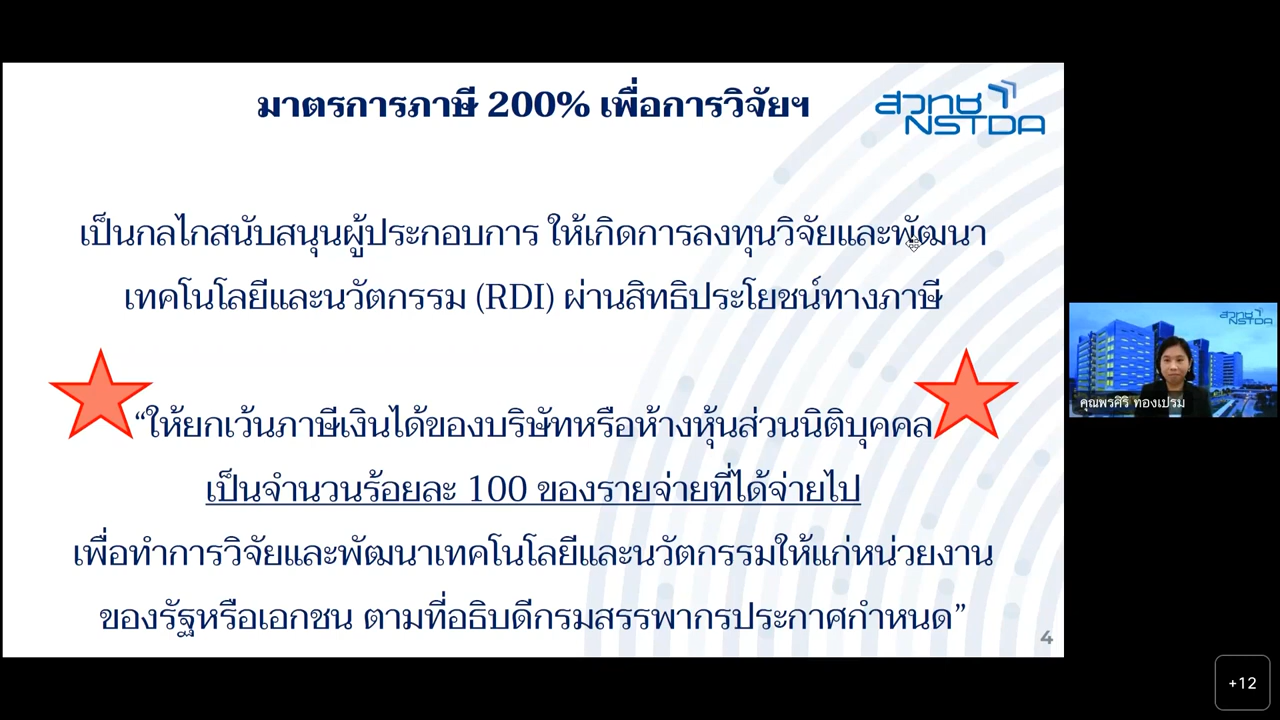 มาตรการภาษี 200% เพื่อการวิจัยฯ
สวทช
NSTDA
เป็นกลไกสนับสนุนผู้ประกอบการ ให้เกิดการลงทุนวิจัยและพัฒนา
เทคโนโลยีและนวัตกรรม (RDI) ผ่านสิทธิประโยชน์ทางภาษี
“ให้ยกเว้นภาษีเงินได้ของบริษัทหรือห้างหุ้นส่วนนิติบุคคล
เป็นจำนวนร้อยละ 100 ของรายจ่ายที่ได้จ่ายไป
เพื่อทำการวิจัยและพัฒนาเทคโนโลยีและนวัตกรรมให้แก่หน่วยงาน
ของรัฐหรือเอกชน ตามที่อธิบดีกรมสรรพากรประกาศกำหนด”
4
สวทช
NSTDA
คุณพรศิริ ทองเปรม
+12